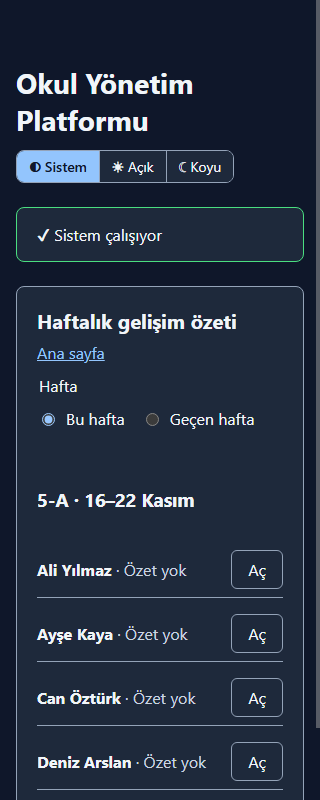 Okul Yönetim
Platformu
◐ Sistem ☀ Açık ☾ Koyu
✓ Sistem çalışıyor
Haftalık gelişim özeti
Ana sayfa
Hafta
Bu hafta Geçen hafta
5-A · 16–22 Kasım
Ali Yılmaz · Özet yok Aç
Ayşe Kaya · Özet yok Aç
Can Öztürk · Özet yok Aç
Deniz Arslan · Özet yok Aç